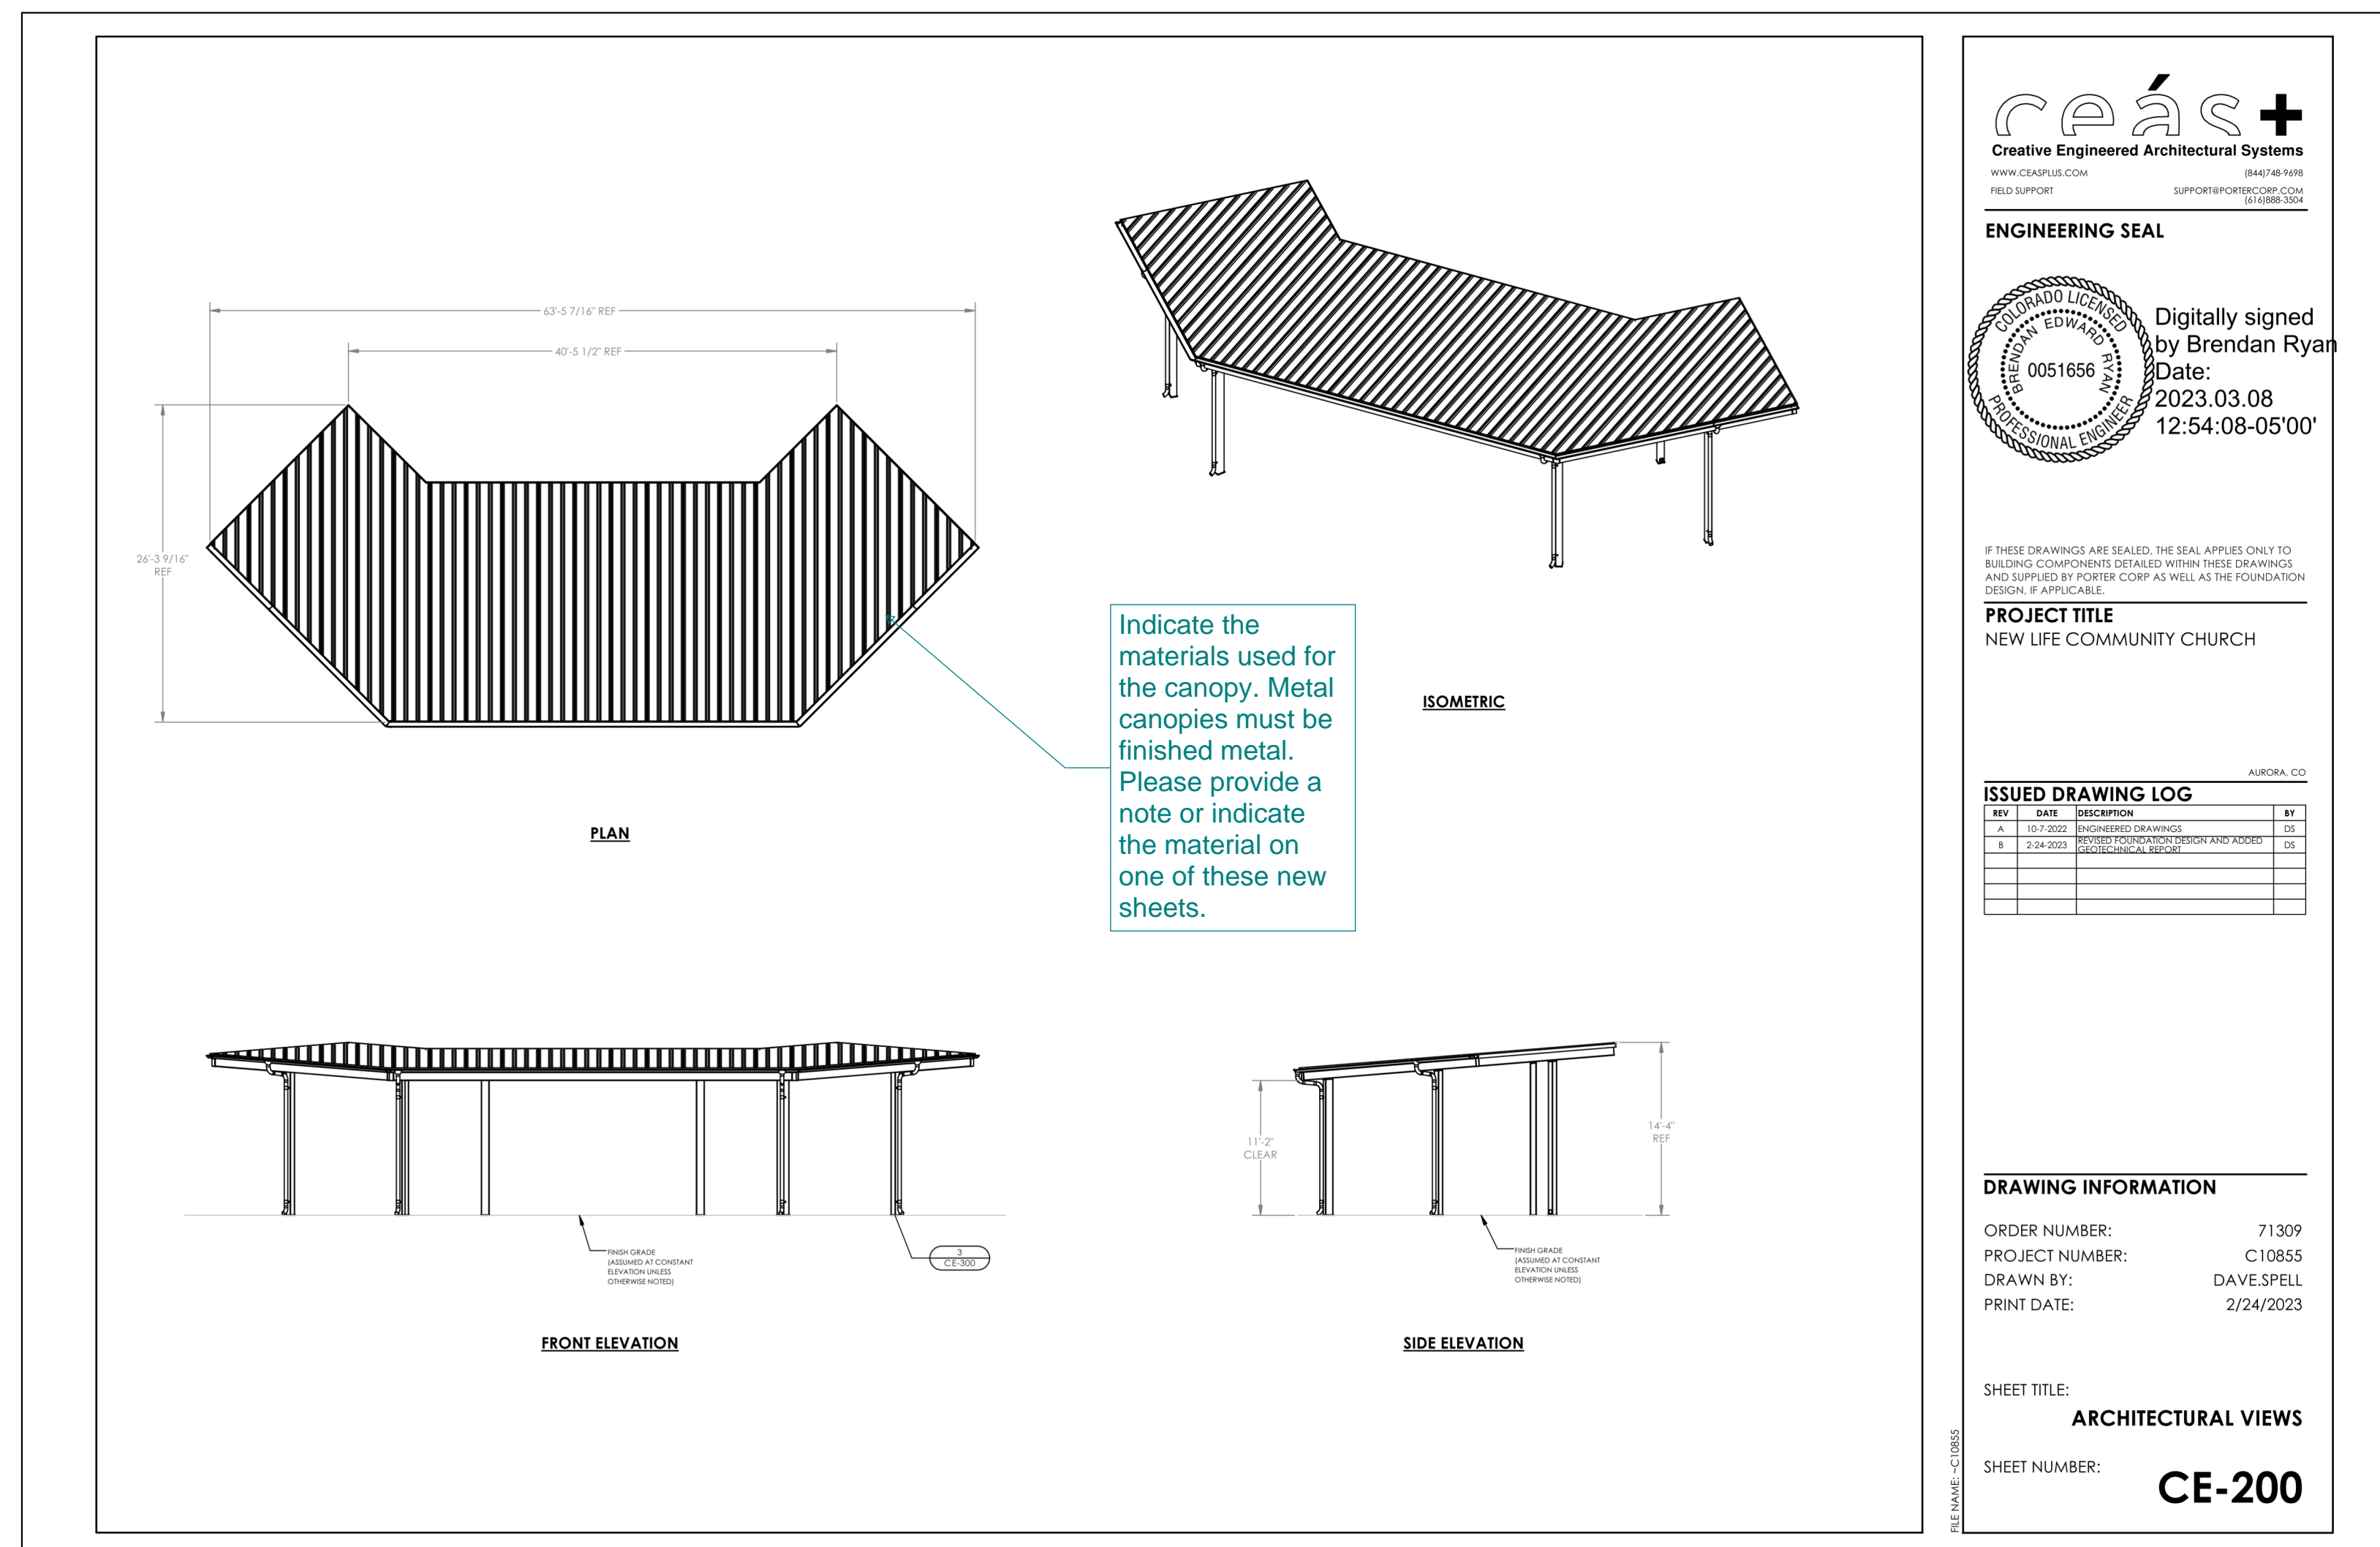 63'-5 7/16" REF
40'-5 1/2" REF
26'-3 9/16"
REF
PLAN
ISOMETRIC
Indicate the
materials used for
the canopy. Metal
canopies must be
finished metal.
Please provide a
note or indicate
the material on
one of these new
sheets.
FINISH GRADE
(ASSUMED AT CONSTANT
ELEVATION UNLESS
OTHERWISE NOTED)
3
CE-300
FRONT ELEVATION
11'-2"
CLEAR
14'-4"
REF
FINISH GRADE
(ASSUMED AT CONSTANT
ELEVATION UNLESS
OTHERWISE NOTED)
SIDE ELEVATION
ceás+
Creative Engineered Architectural Systems
WWW.CEASPLUS.COM (844)748-9698
FIELD SUPPORT SUPPORT@PORTERCORP.COM
(616)888-3504
ENGINEERING SEAL
COLORADO LICENSED
BRENDAN EDWARD RYAN
0051656
PROFESSIONAL ENGINEER
Digitally signed
by Brendan Ryan
Date:
2023.03.08
12:54:08-05'00'
IF THESE DRAWINGS ARE SEALED, THE SEAL APPLIES ONLY TO
BUILDING COMPONENTS DETAILED WITHIN THESE DRAWINGS
AND SUPPLIED BY PORTER CORP AS WELL AS THE FOUNDATION
DESIGN, IF APPLICABLE.
PROJECT TITLE
NEW LIFE COMMUNITY CHURCH
AURORA, CO
ISSUED DRAWING LOG
REV DATE DESCRIPTION BY
A 10-7-2022 ENGINEERED DRAWINGS DS
B 2-24-2023 REVISED FOUNDATION DESIGN AND ADDED GEOTECHNICAL REPORT DS
DRAWING INFORMATION
ORDER NUMBER: 71309
PROJECT NUMBER: C10855
DRAWN BY: DAVE.SPELL
PRINT DATE: 2/24/2023
SHEET TITLE:
ARCHITECTURAL VIEWS
SHEET NUMBER: CE-200
FILE NAME: ~C10855